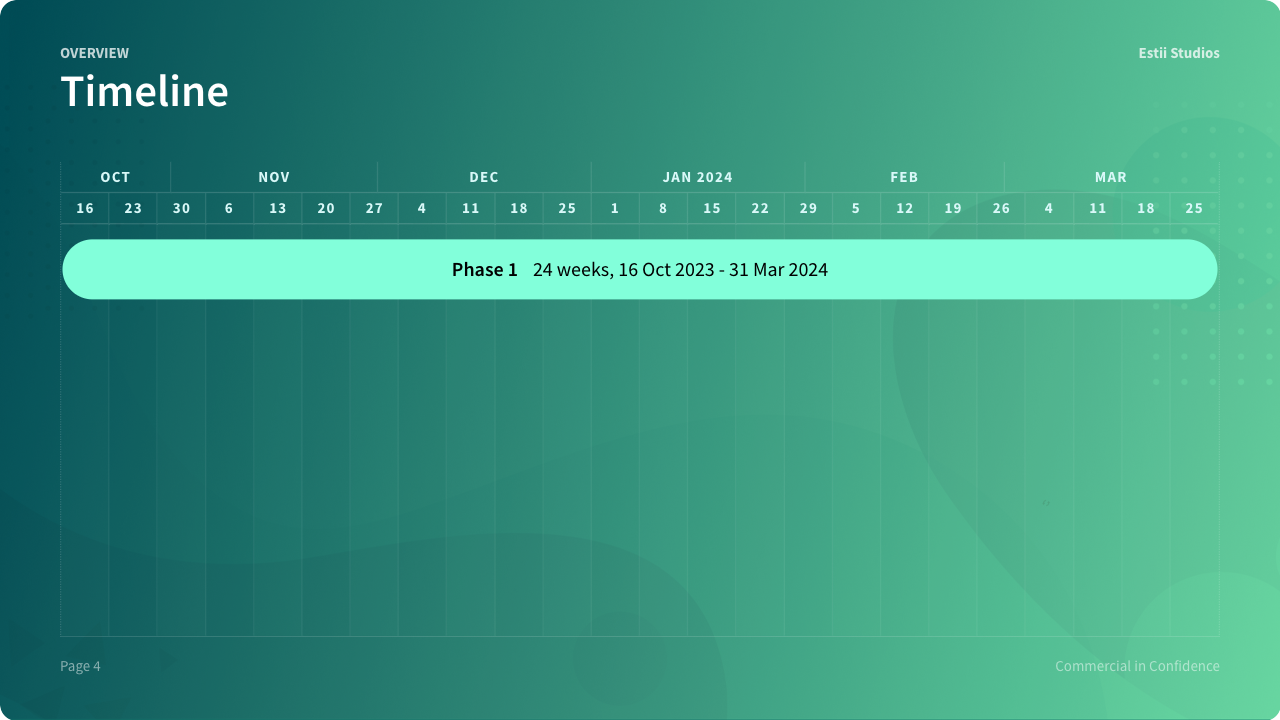 OVERVIEW
Estii Studios
Timeline
OCT NOV DEC JAN 2024 FEB MAR
16 23 30 6 13 20 27 4 11 18 25 1 8 15 22 29 5 12 19 26 4 11 18 25
Phase 1 24 weeks, 16 Oct 2023 - 31 Mar 2024
Page 4
Commercial in Confidence